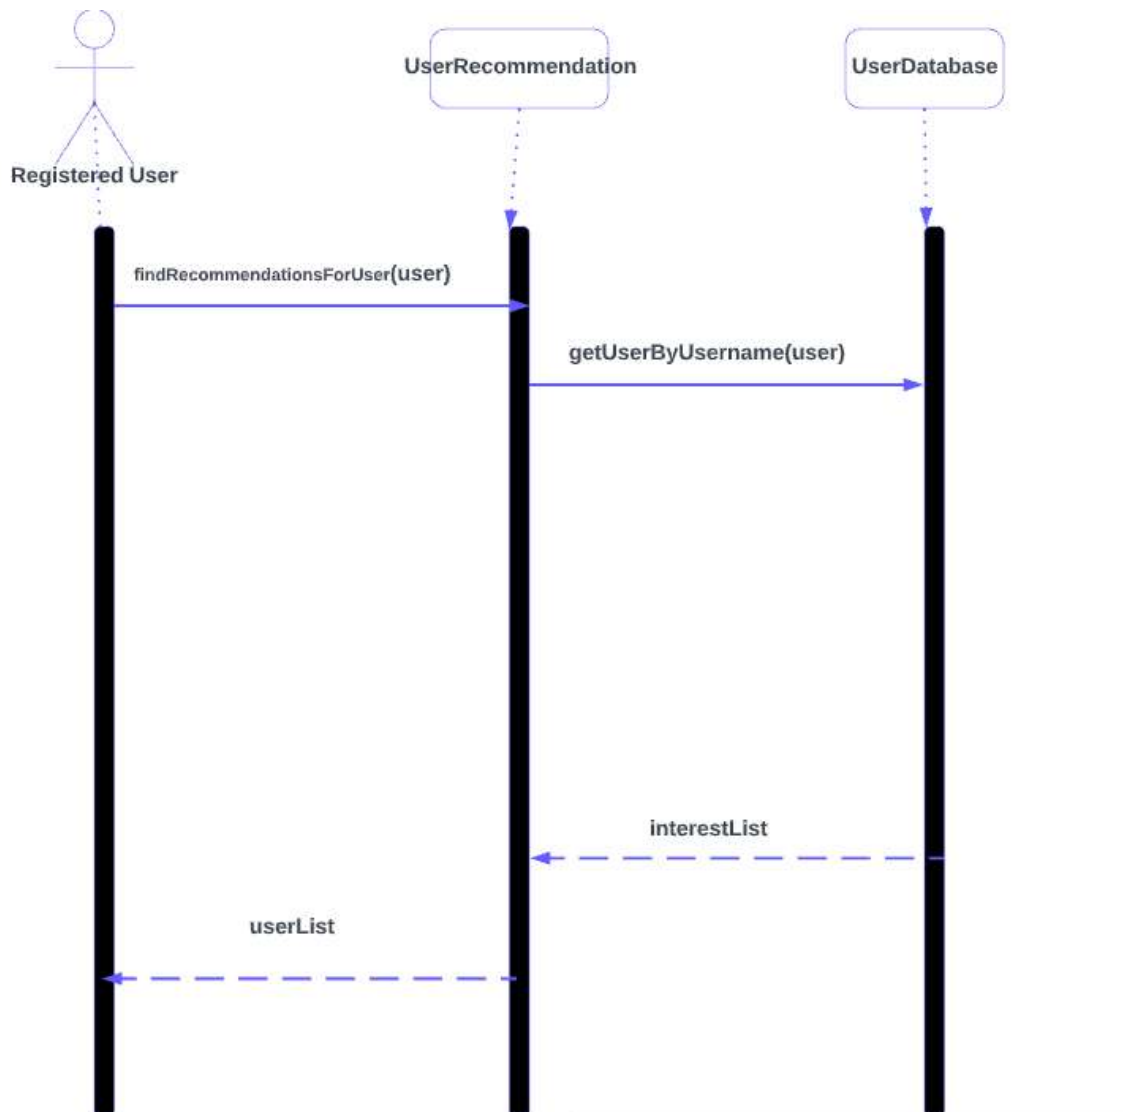 UserRecommendation
UserDatabase
Registered User
findRecommendationsForUser(user)
getUserByUsername(user)
interestList
userList